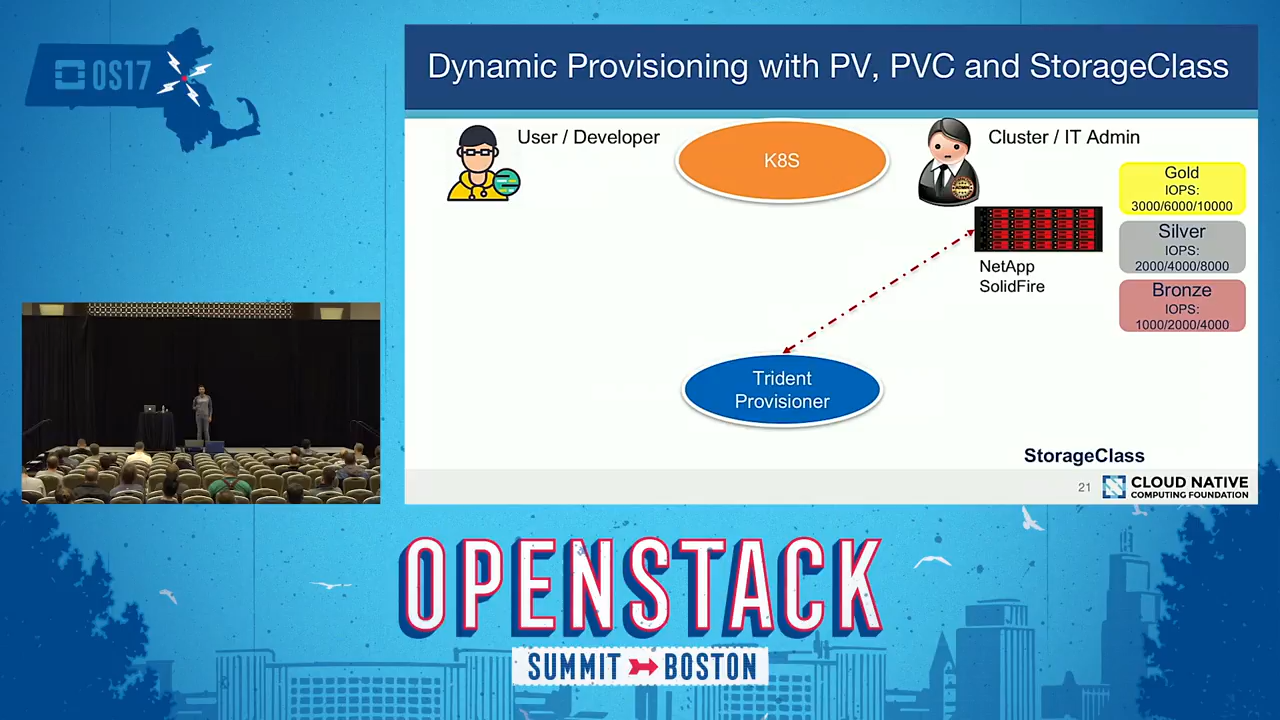 OS17
Dynamic Provisioning with PV, PVC and StorageClass
User / Developer
K8S
Cluster / IT Admin
Gold
IOPS:
3000/6000/10000
Silver
IOPS:
2000/4000/8000
Bronze
IOPS:
1000/2000/4000
NetApp
SolidFire
Trident
Provisioner
StorageClass
21
CLOUD NATIVE
COMPUTING FOUNDATION
OPENSTACK
SUMMIT BOSTON